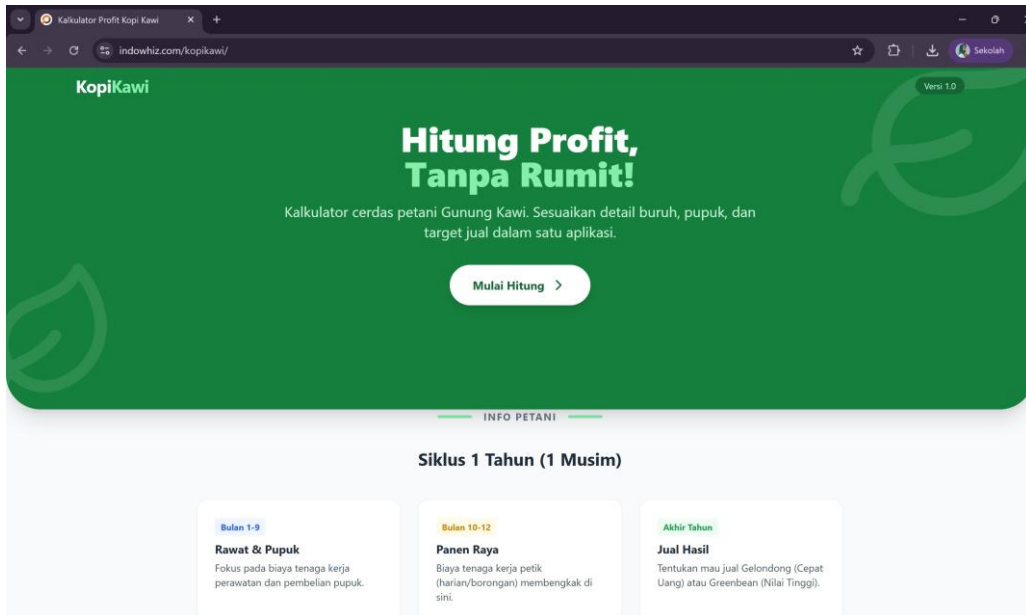 Kalkulator Profit Kopi Kawi
indowhiz.com/kopikawi/
Sekolah
KopiKawi
Versi 1.0
Hitung Profit,
Tanpa Rumit!
Kalkulator cerdas petani Gunung Kawi. Sesuaikan detail buruh, pupuk, dan
target jual dalam satu aplikasi.
Mulai Hitung
INFO PETANI
Siklus 1 Tahun (1 Musim)
Bulan 1-9
Rawat & Pupuk
Fokus pada biaya tenaga kerja
perawatan dan pembelian pupuk.
Bulan 10-12
Panen Raya
Biaya tenaga kerja petik
(harian/borongan) membengkak di
sini.
Akhir Tahun
Jual Hasil
Tentukan mau jual Gelondong (Cepat
Uang) atau Greenbean (Nilai Tinggi).